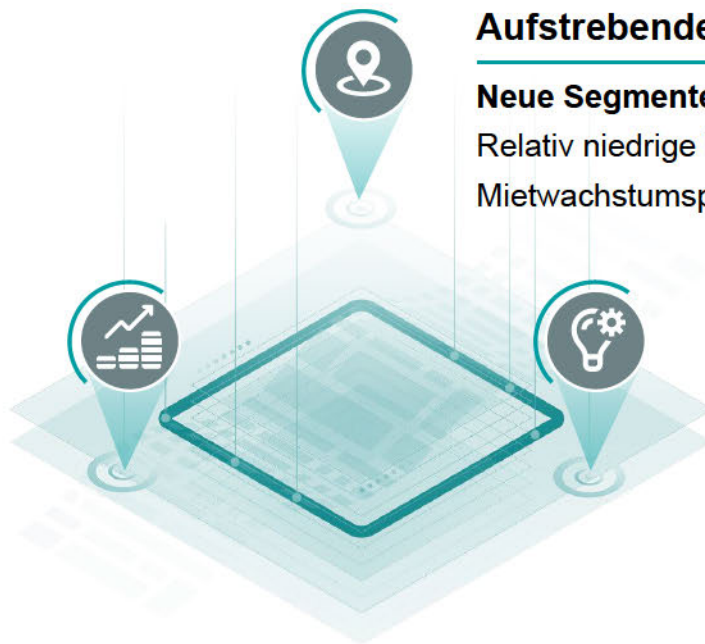 Aufstrebende
Neue Segmente
Relativ niedrige
Mietwachstumsp